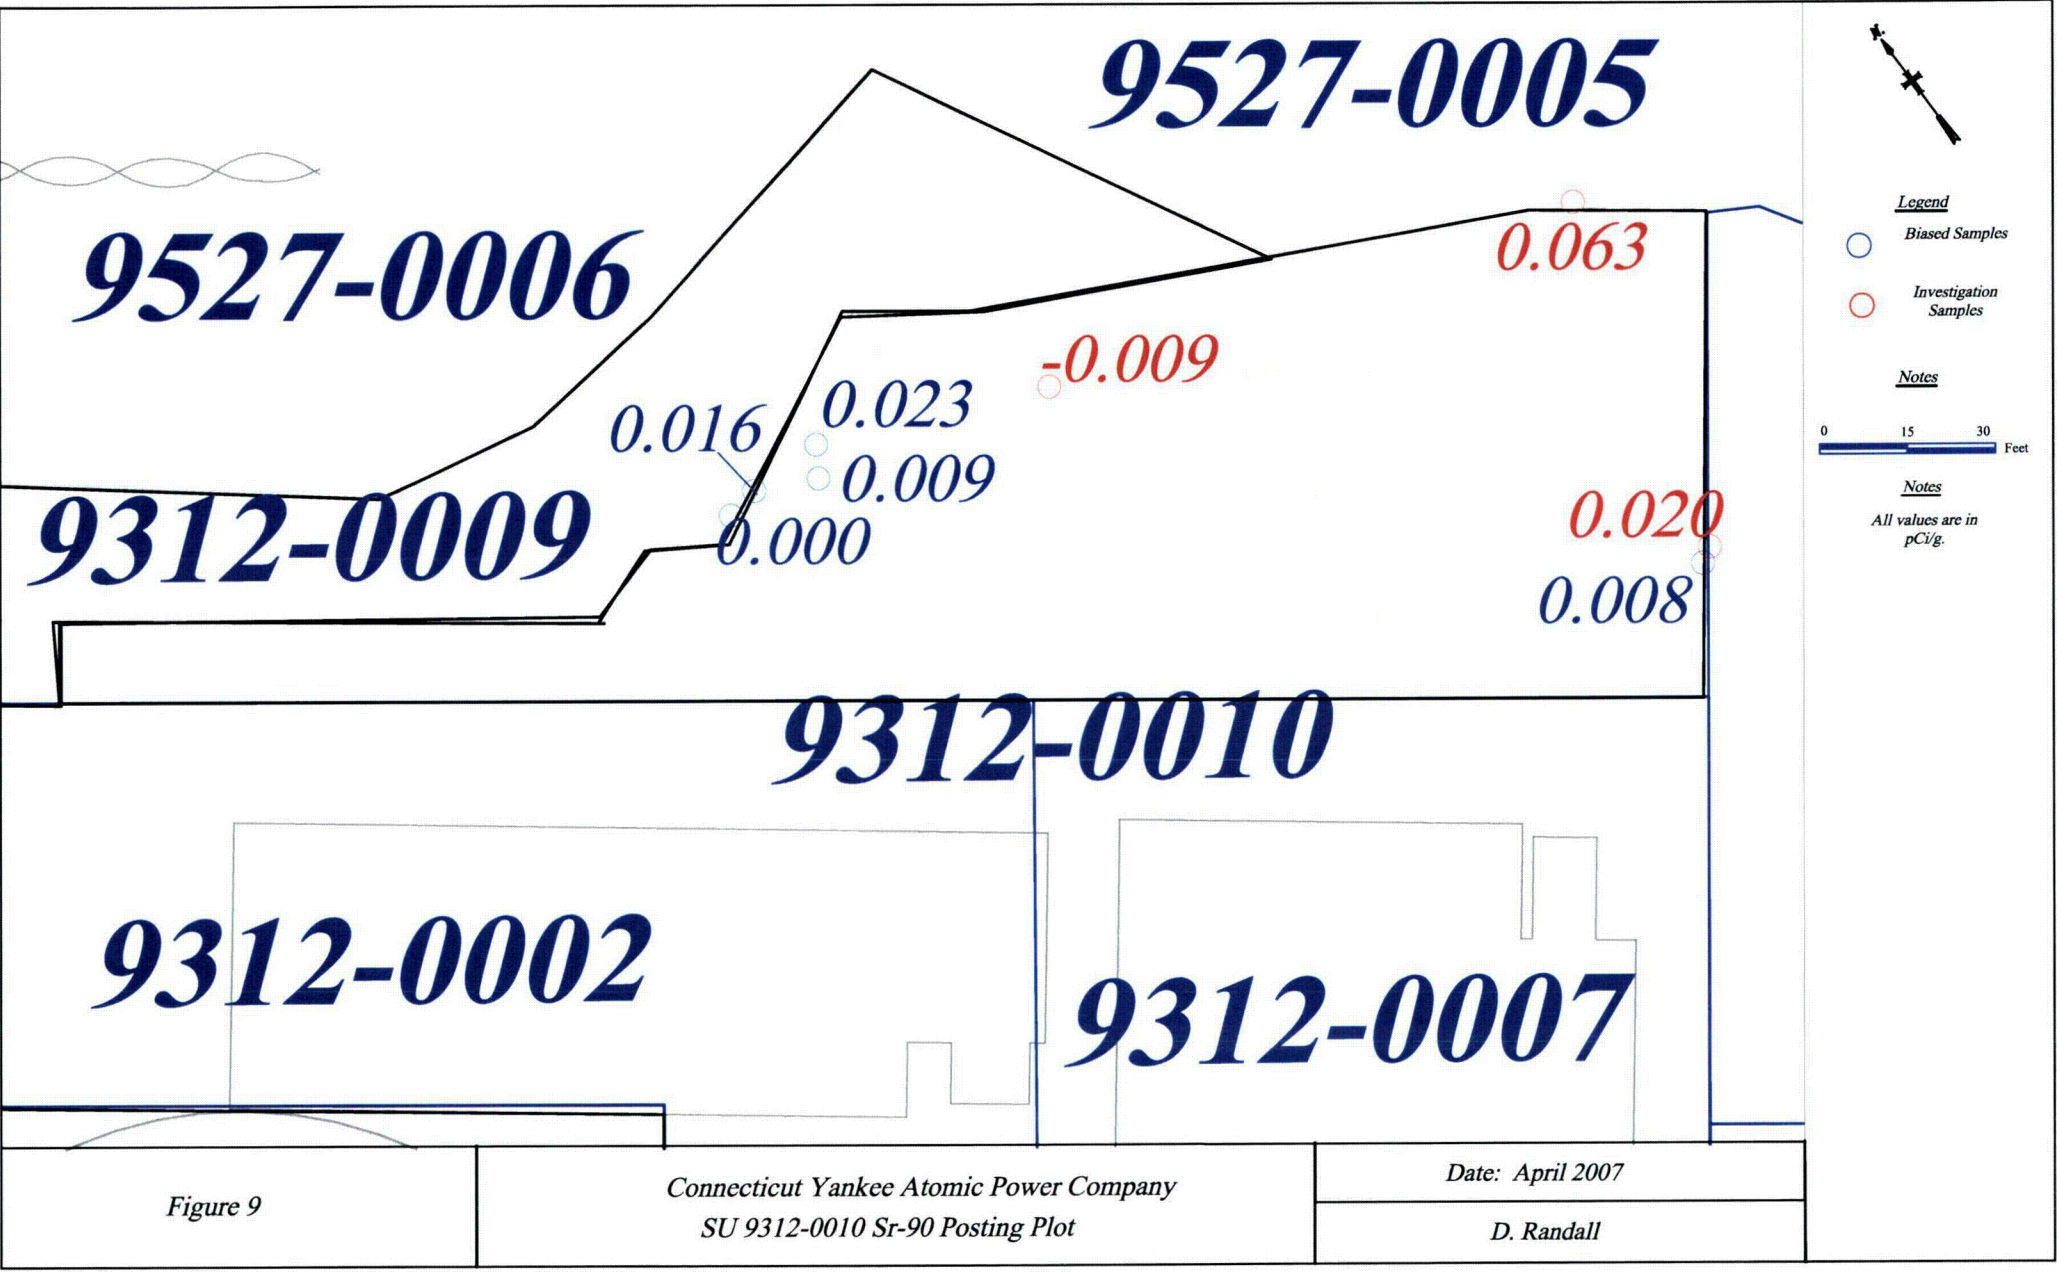 9527-0005
9527-0006
0.063
-0.009
0.023
0.016
0.009
9312-0009
0.000
0.020
0.008
9312-0010
9312-0002
9312-0007
N
Legend
Biased Samples
Investigation
Samples
Notes
0 15 30
Feet
Notes
All values are in
pCi/g.
Figure 9
Connecticut Yankee Atomic Power Company
SU 9312-0010 Sr-90 Posting Plot
Date: April 2007
D. Randall